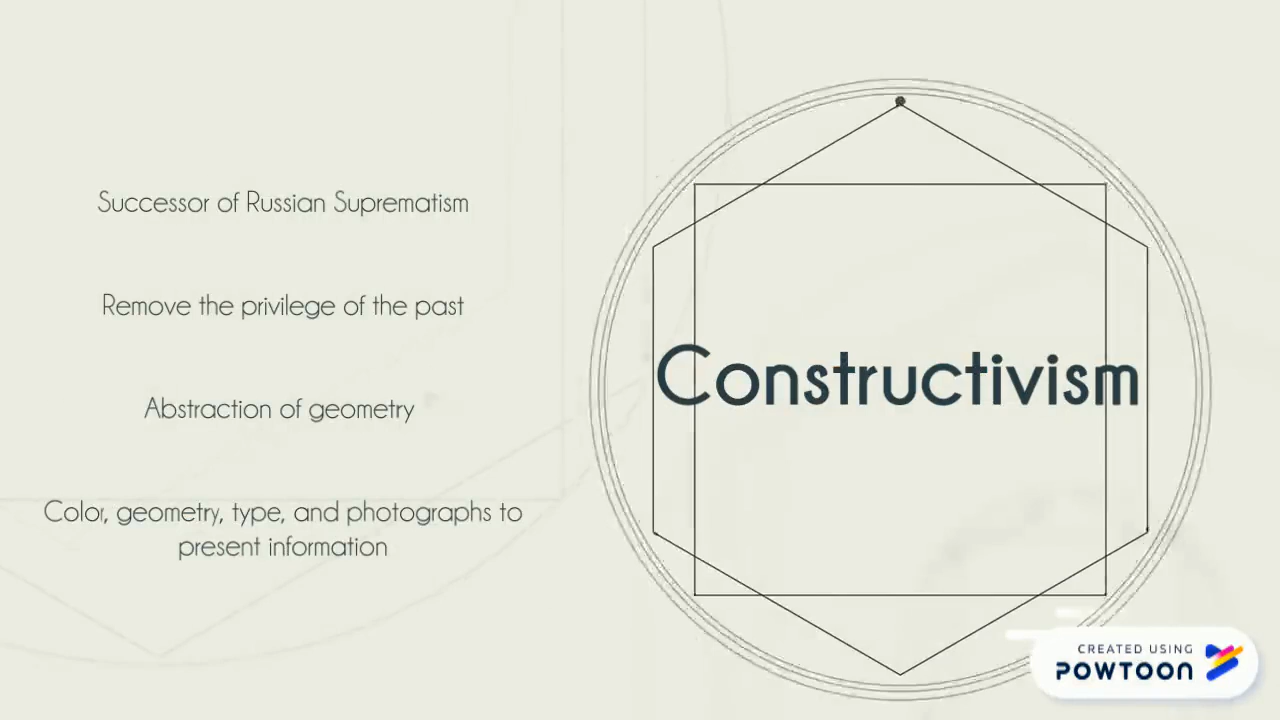 Successor of Russian Suprematism
Remove the privilege of the past
Abstraction of geometry
Color, geometry, type, and photographs to
present information
Constructivism
CREATED USING
POWTOON